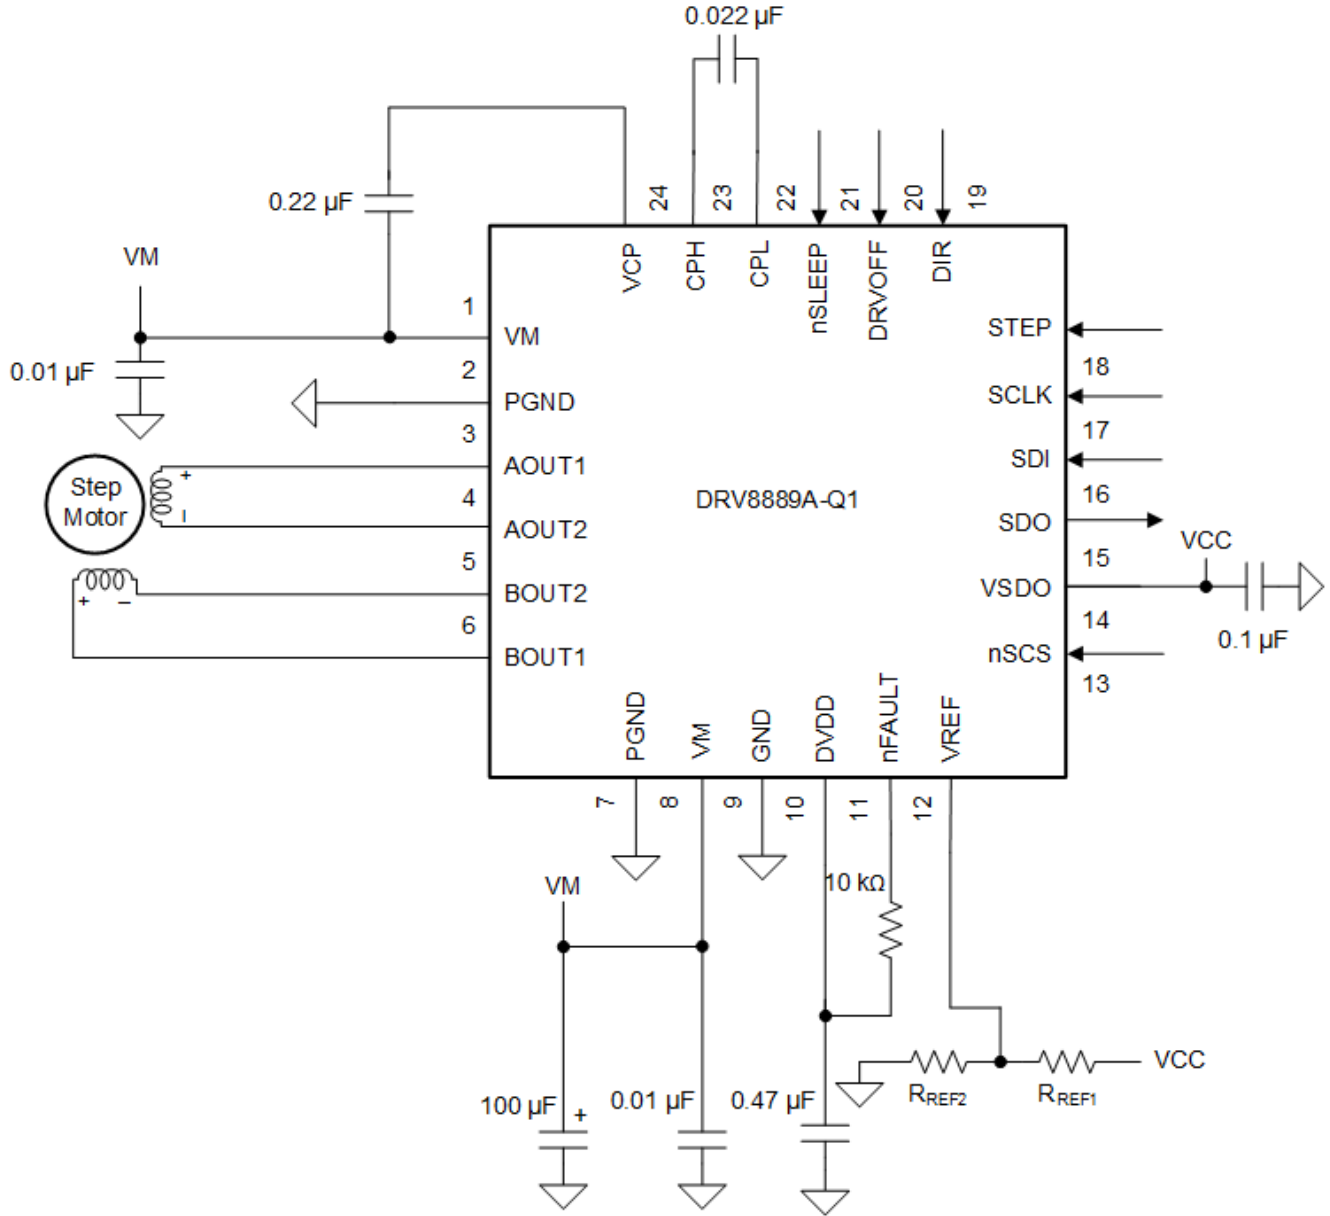 0.022 µF
0.22 µF
24
23
22
21
20
19
VCP
CPH
CPL
nSLEEP
DRVOFF
DIR
VM
1
VM
STEP
0.01 µF
2
18
PGND
SCLK
3
17
AOUT1
SDI
Step
Motor
4
DRV8889A-Q1
16
AOUT2
SDO
5
15
VCC
BOUT2
VSDO
6
14
0.1 µF
BOUT1
nSCS
13
PGND
VM
GND
DVDD
nFAULT
VREF
7
8
9
10
11
12
+
–
+
–
VM
10 kΩ
VCC
RREF2
RREF1
100 µF
+
0.01 µF
0.47 µF